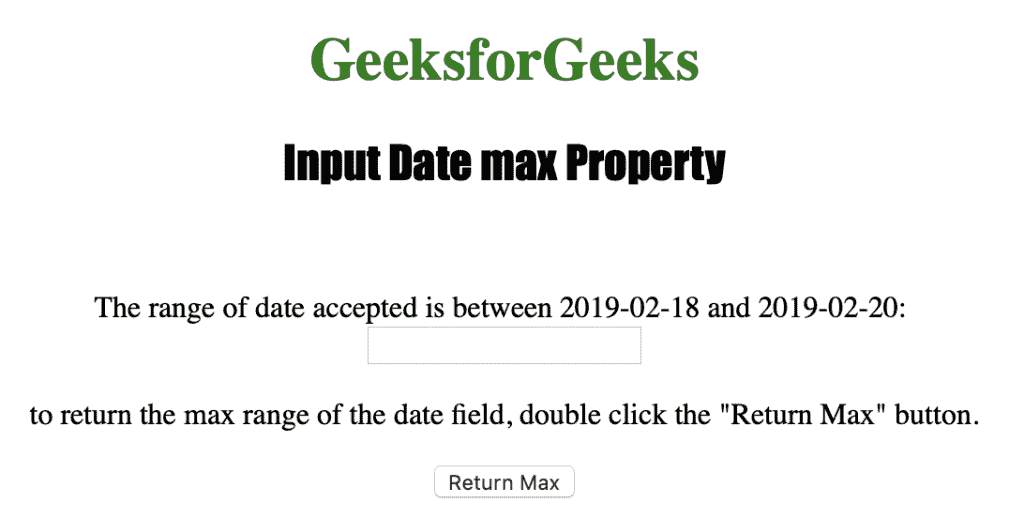 GeeksforGeeks
Input Date max Property
The range of date accepted is between 2019-02-18 and 2019-02-20:
to return the max range of the date field, double click the "Return Max" button.
Return Max